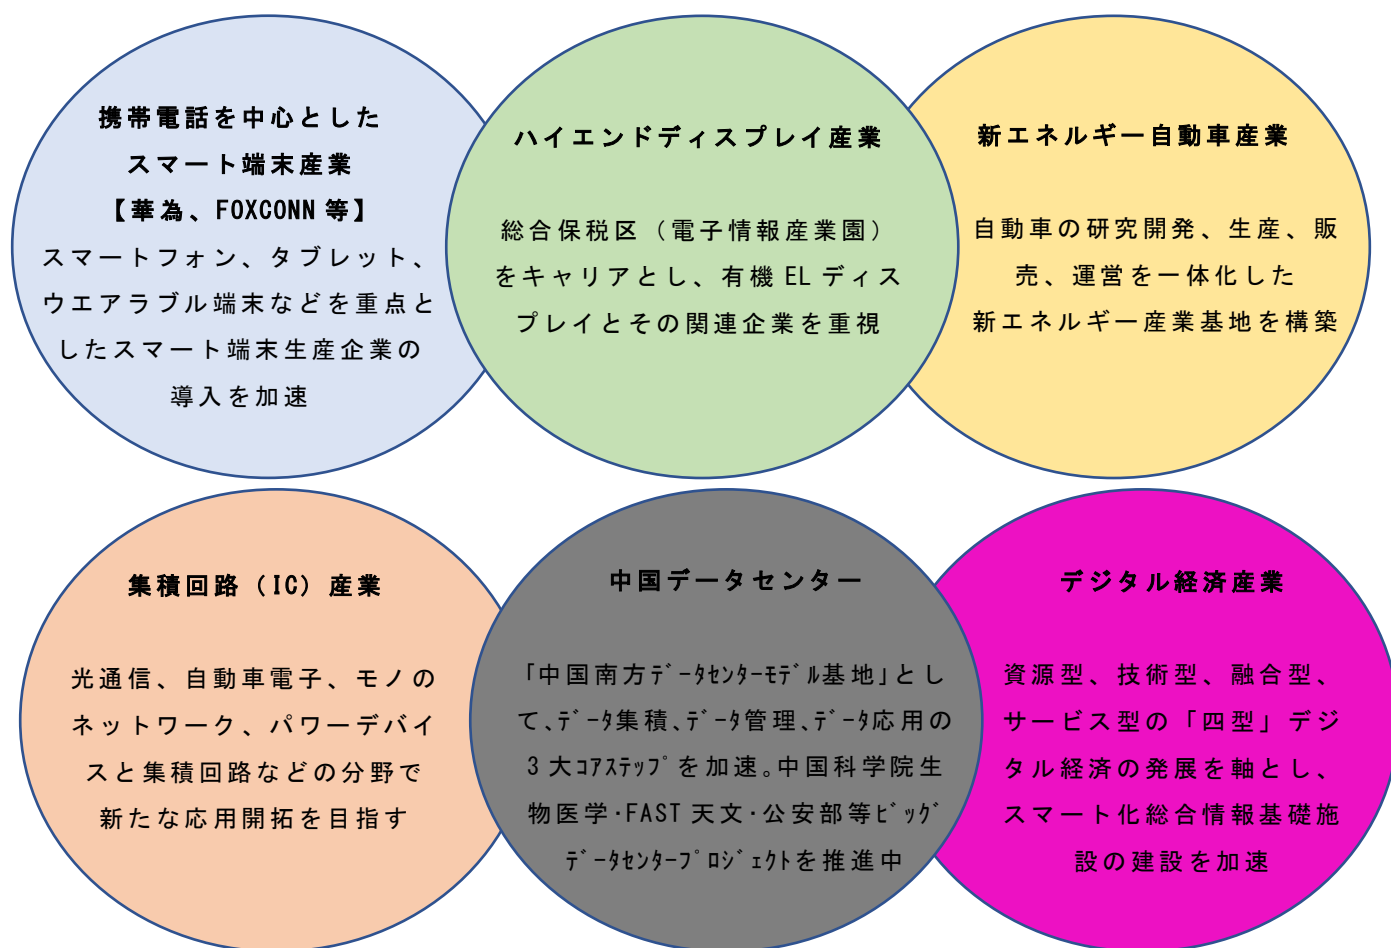 携帯電話を中心とした
スマート端末産業
【華為、FOXCONN 等】
スマートフォン、タブレット、
ウエアラブル端末などを重点と
したスマート端末生産企業の
導入を加速
ハイエンドディスプレイ産業
総合保税区（電子情報産業園）
をキャリアとし、有機 EL ディス
プレイとその関連企業を重視
新エネルギー自動車産業
自動車の研究開発、生産、販
売、運営を一体化した
新エネルギー産業基地を構築
集積回路（IC）産業
光通信、自動車電子、モノの
ネットワーク、パワーデバイ
スと集積回路などの分野で
新たな応用開拓を目指す
中国データセンター
「中国南方ﾃﾞｰﾀｾﾝﾀｰﾓﾃﾞﾙ基地」とし
て、ﾃﾞｰﾀ集積、ﾃﾞｰﾀ管理、ﾃﾞｰﾀ応用の
3 大ｺｱｽﾃｯﾌﾟを加速。中国科学院生
物医学･FAST 天文･公安部等ﾋﾞｯｸﾞ
ﾃﾞｰﾀｾﾝﾀｰﾌﾟﾛｼﾞｪｸﾄを推進中
デジタル経済産業
資源型、技術型、融合型、
サービス型の「四型」デジ
タル経済の発展を軸とし、
スマート化総合情報基礎施
設の建設を加速